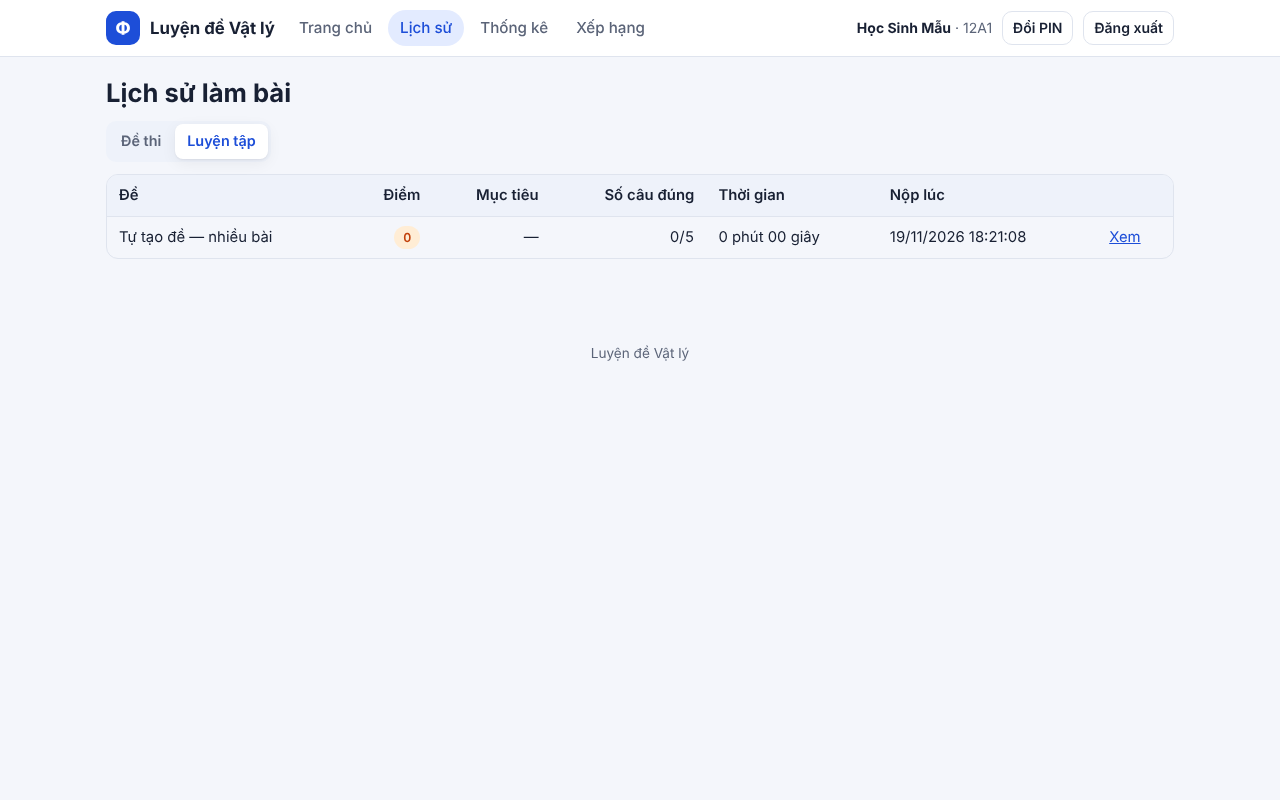 Φ Luyện đề Vật lý Trang chủ Lịch sử Thống kê Xếp hạng Học Sinh Mẫu · 12A1 Đổi PIN Đăng xuất
Lịch sử làm bài
Đề thi Luyện tập
Đề Điểm Mục tiêu Số câu đúng Thời gian Nộp lúc
Tự tạo đề — nhiều bài 0 — 0/5 0 phút 00 giây 19/11/2026 18:21:08 Xem
Luyện đề Vật lý